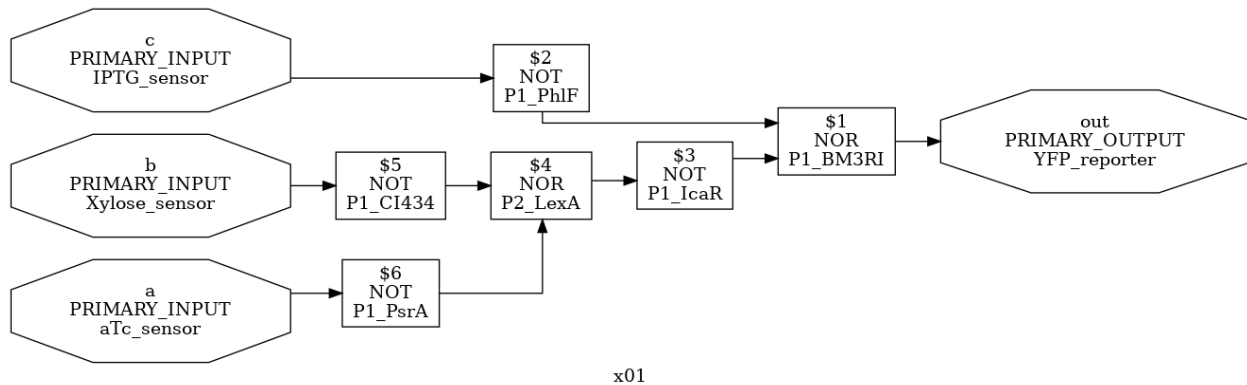 c
PRIMARY_INPUT
IPTG_sensor
$2
NOT
P1_PhlF
$1
NOR
P1_BM3RI
out
PRIMARY_OUTPUT
YFP_reporter
b
PRIMARY_INPUT
Xylose_sensor
$5
NOT
P1_CI434
$4
NOR
P2_LexA
$3
NOT
P1_IcaR
a
PRIMARY_INPUT
aTc_sensor
$6
NOT
P1_PsrA
x01